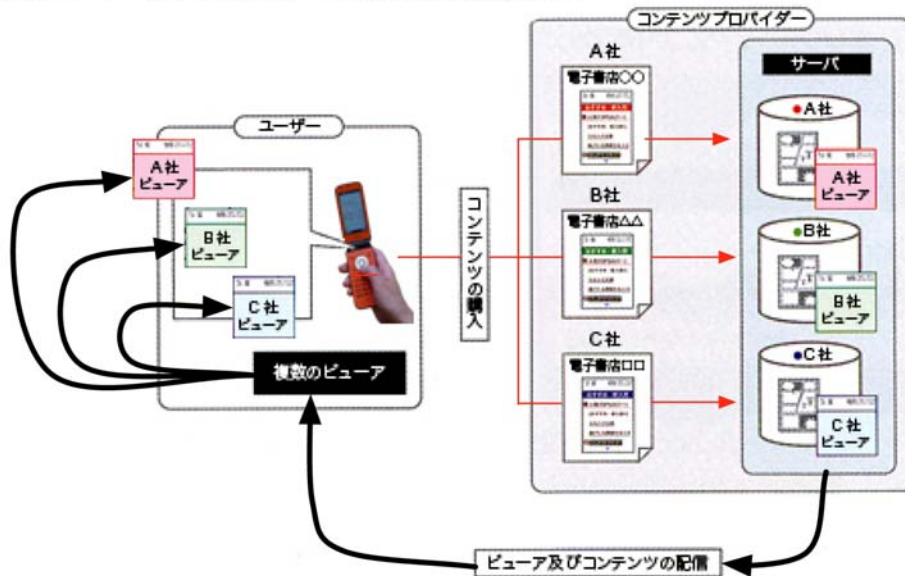 コンテンツプロバイダー
A社
電子書店○○
サーバ
●A社
A社
ビューア
ユーザー
A社
ビューア
B社
ビューア
C社
ビューア
複数のビューア
コンテンツの購入
B社
電子書店△△
●B社
B社
ビューア
C社
電子書店□□
●C社
C社
ビューア
ビューア及びコンテンツの配信